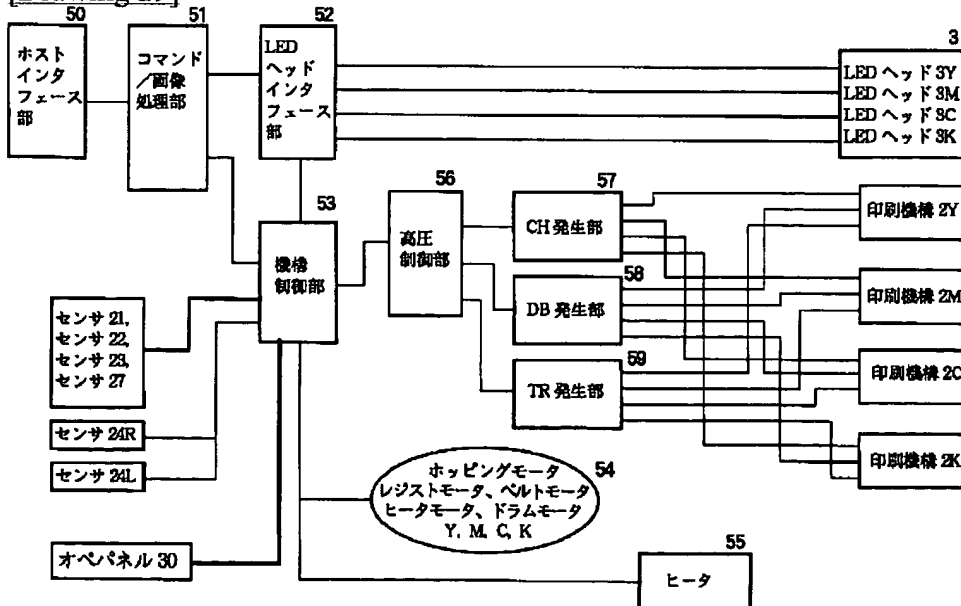 50
ホスト
インタ
フェース
部
51
コマンド
／画像
処理部
52
LED
ヘッド
インタ
フェース
部
3
LED ヘッド 3Y
LED ヘッド 3M
LED ヘッド 3C
LED ヘッド 3K
53
機構
制御部
56
高圧
制御部
57
CH 発生部
58
DB 発生部
59
TR 発生部
印刷機構 2Y
印刷機構 2M
印刷機構 2C
印刷機構 2K
センサ 21,
センサ 22,
センサ 23,
センサ 27
センサ 24R
センサ 24L
オペパネル 30
54
ホッピングモータ
レジストモータ、ベルトモータ
ヒータモータ、ドラムモータ
Y, M, C, K
55
ヒータ